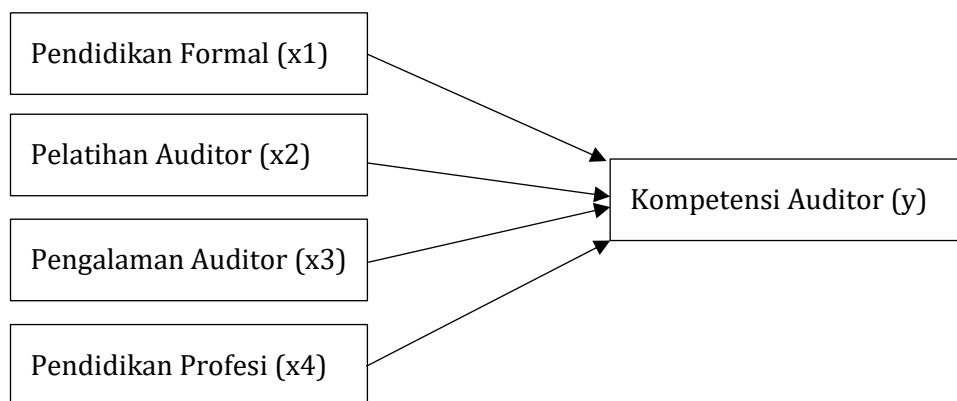 Pendidikan Formal (x1)
Pelatihan Auditor (x2)
Pengalaman Auditor (x3)
Pendidikan Profesi (x4)
Kompetensi Auditor (y)